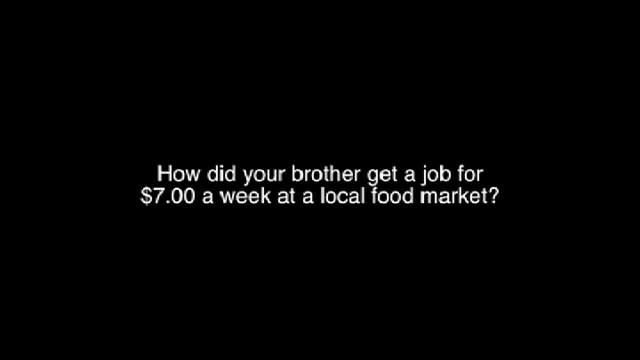 How did your brother get a job for
$7.00 a week at a local food market?